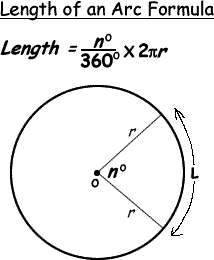 Length of an Arc Formula
Length = n° / 360° x 2πr
r
n°
o
L
r